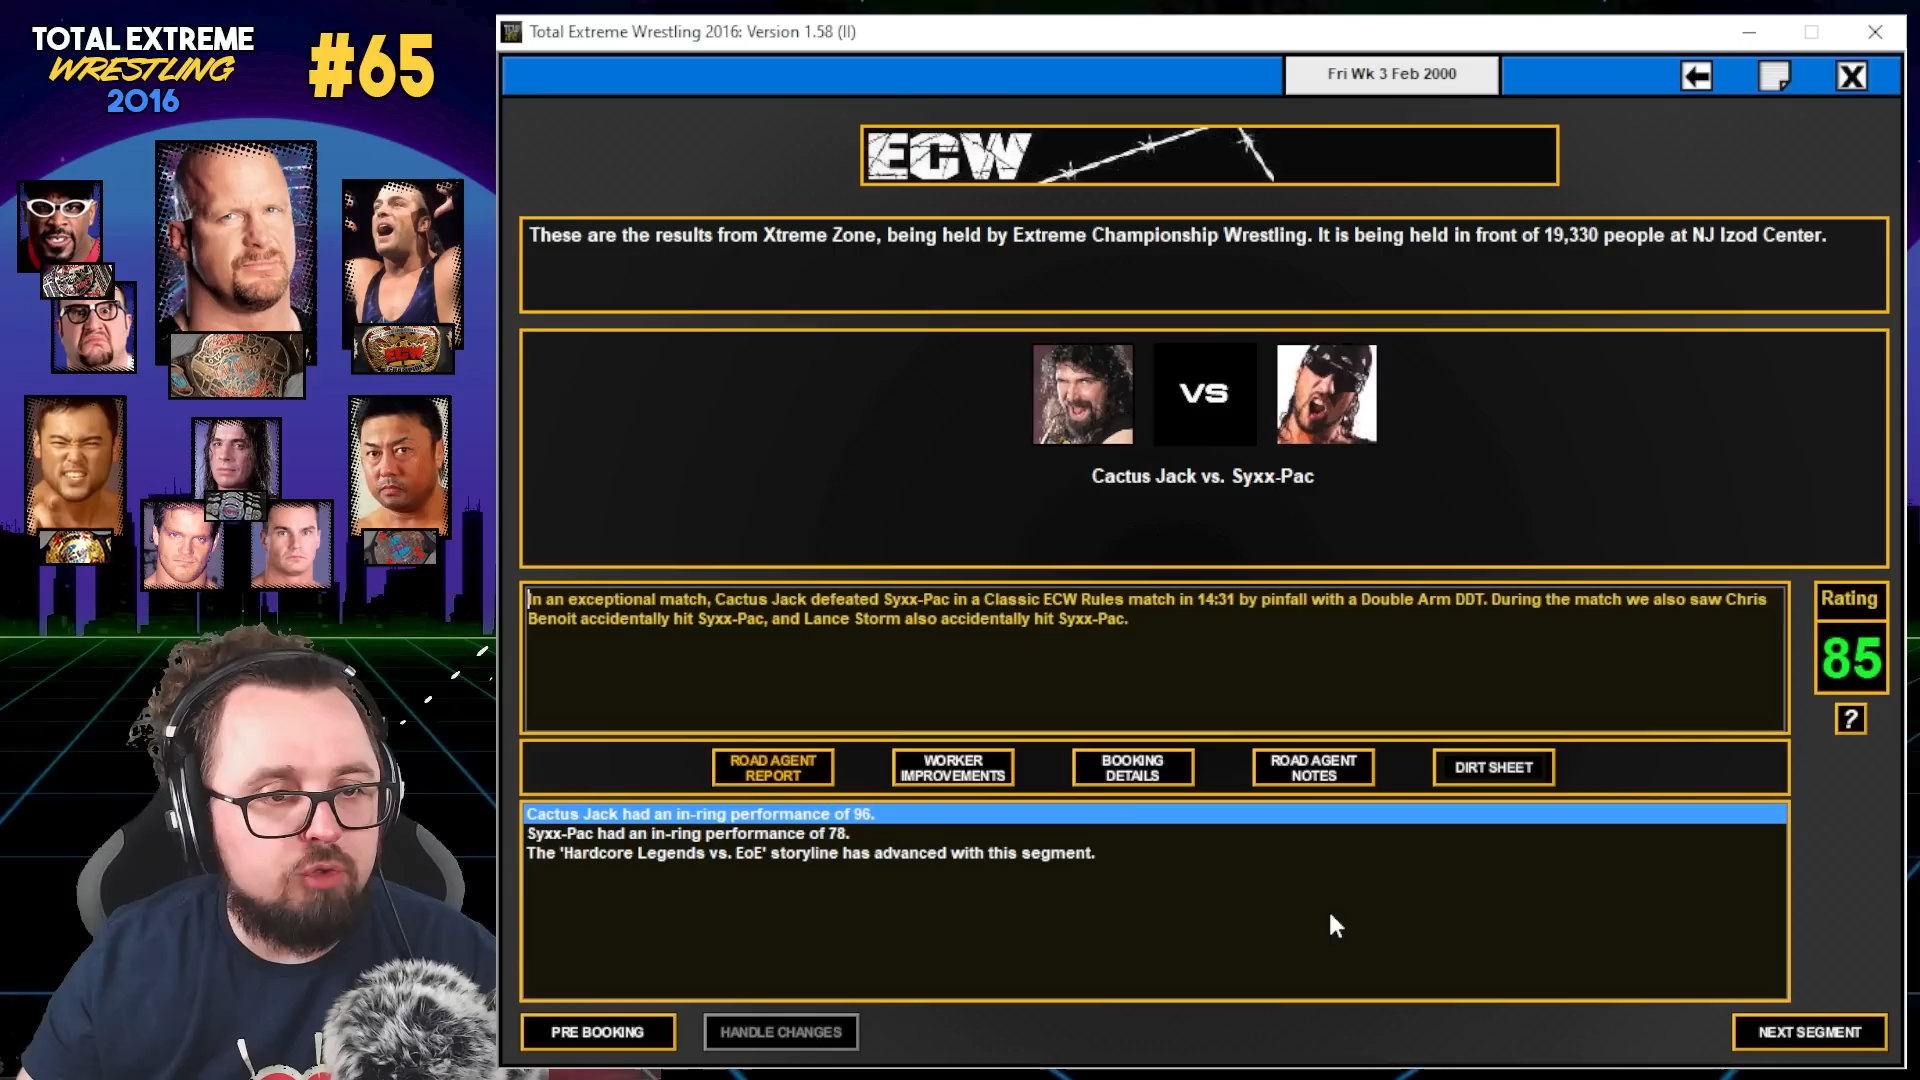 TOTAL EXTREME
WRESTLING
2016
#65
Total Extreme Wrestling 2016: Version 1.58 (II)
Fri Wk 3 Feb 2000
ECW
These are the results from Xtreme Zone, being held by Extreme Championship Wrestling. It is being held in front of 19,330 people at NJ Izod Center.
VS
Cactus Jack vs. Syxx-Pac
In an exceptional match, Cactus Jack defeated Syxx-Pac in a Classic ECW Rules match in 14:31 by pinfall with a Double Arm DDT. During the match we also saw Chris
Benoit accidentally hit Syxx-Pac, and Lance Storm also accidentally hit Syxx-Pac.
Rating
85
?
ROAD AGENT
REPORT
WORKER
IMPROVEMENTS
BOOKING
DETAILS
ROAD AGENT
NOTES
DIRT SHEET
Cactus Jack had an in-ring performance of 96.
Syxx-Pac had an in-ring performance of 78.
The 'Hardcore Legends vs. EoE' storyline has advanced with this segment.
PRE BOOKING
HANDLE CHANGES
NEXT SEGMENT